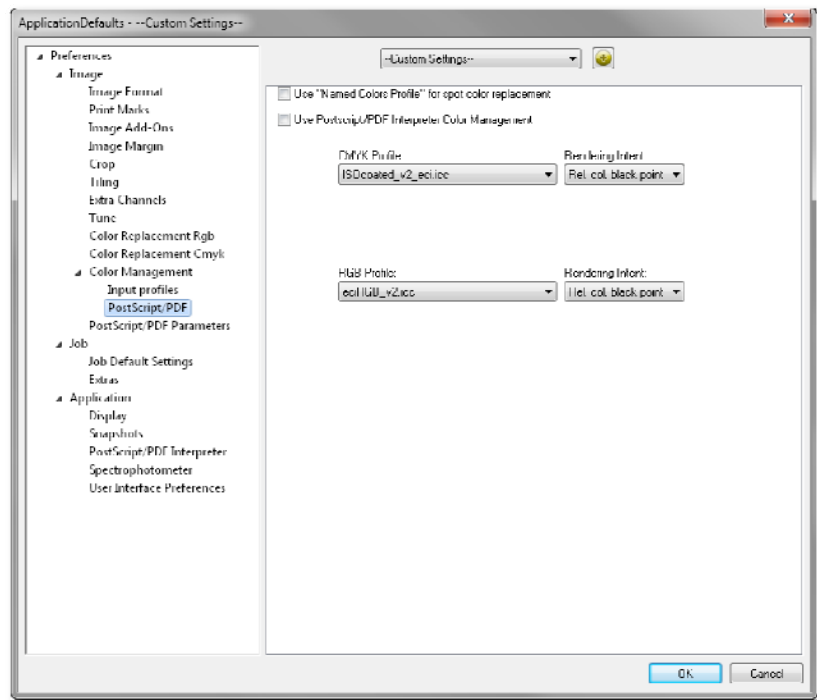 ApplicationDefaults - --Custom Settings--
Preferences
Image
Image Format
Print Marks
Image Add-Ons
Image Margin
Crop
Tiling
Extra Channels
Tune
Color Replacement Rgb
Color Replacement Cmyk
Color Management
Input profiles
PostScript/PDF
PostScript/PDF Parameters
Job
Job Default Settings
Extras
Application
Display
Snapshots
PostScript/PDF Interpreter
Spectrophotometer
User Interface Preferences
--Custom Settings--
Use "Named Colors Profile" for spot color replacement
Use Postscript/PDF Interpreter Color Management
CMYK Profile: Rendering Intent:
ISOcoated_v2_eci.icc Rel. col. black point
RGB Profile: Rendering Intent:
eciRGB_v2.icc Rel. col. black point
OK Cancel